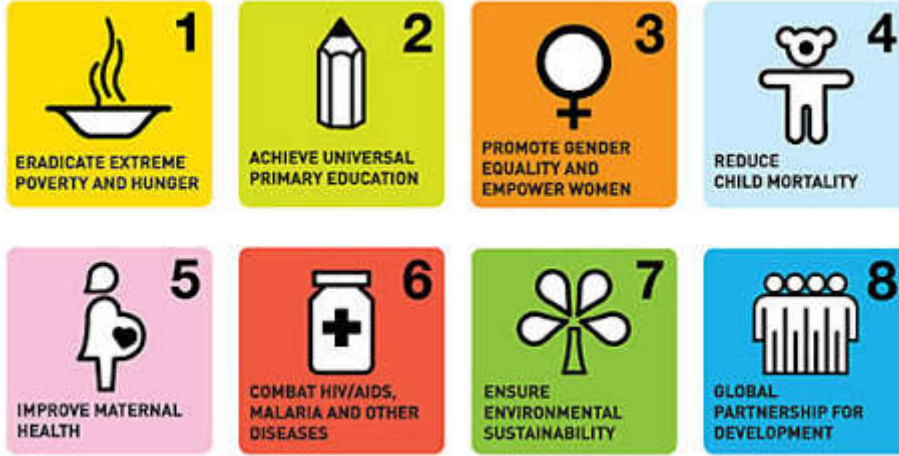 1
ERADICATE EXTREME
POVERTY AND HUNGER
2
ACHIEVE UNIVERSAL
PRIMARY EDUCATION
3
PROMOTE GENDER
EQUALITY AND
EMPOWER WOMEN
4
REDUCE
CHILD MORTALITY
5
IMPROVE MATERNAL
HEALTH
6
COMBAT HIV/AIDS,
MALARIA AND OTHER
DISEASES
7
ENSURE
ENVIRONMENTAL
SUSTAINABILITY
8
GLOBAL
PARTNERSHIP FOR
DEVELOPMENT